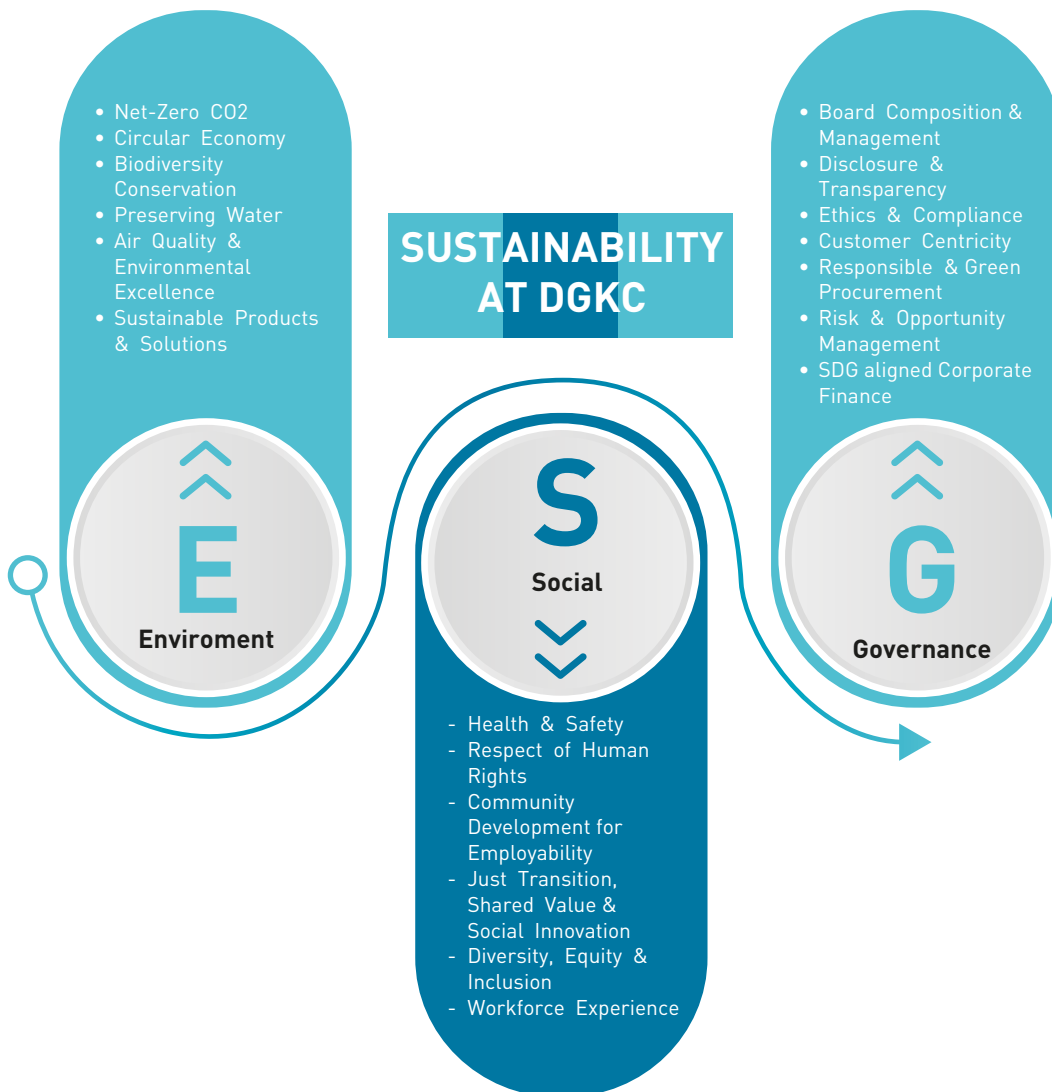 • Net-Zero CO2
• Circular Economy
• Biodiversity
Conservation
• Preserving Water
• Air Quality &
Environmental
Excellence
• Sustainable Products
& Solutions
E
Enviroment
SUSTAINABILITY
AT DGKC
S
Social
- Health & Safety
- Respect of Human
Rights
- Community
Development for
Employability
- Just Transition,
Shared Value &
Social Innovation
- Diversity, Equity &
Inclusion
- Workforce Experience
• Board Composition &
Management
• Disclosure &
Transparency
• Ethics & Compliance
• Customer Centricity
• Responsible & Green
Procurement
• Risk & Opportunity
Management
• SDG aligned Corporate
Finance
G
Governance